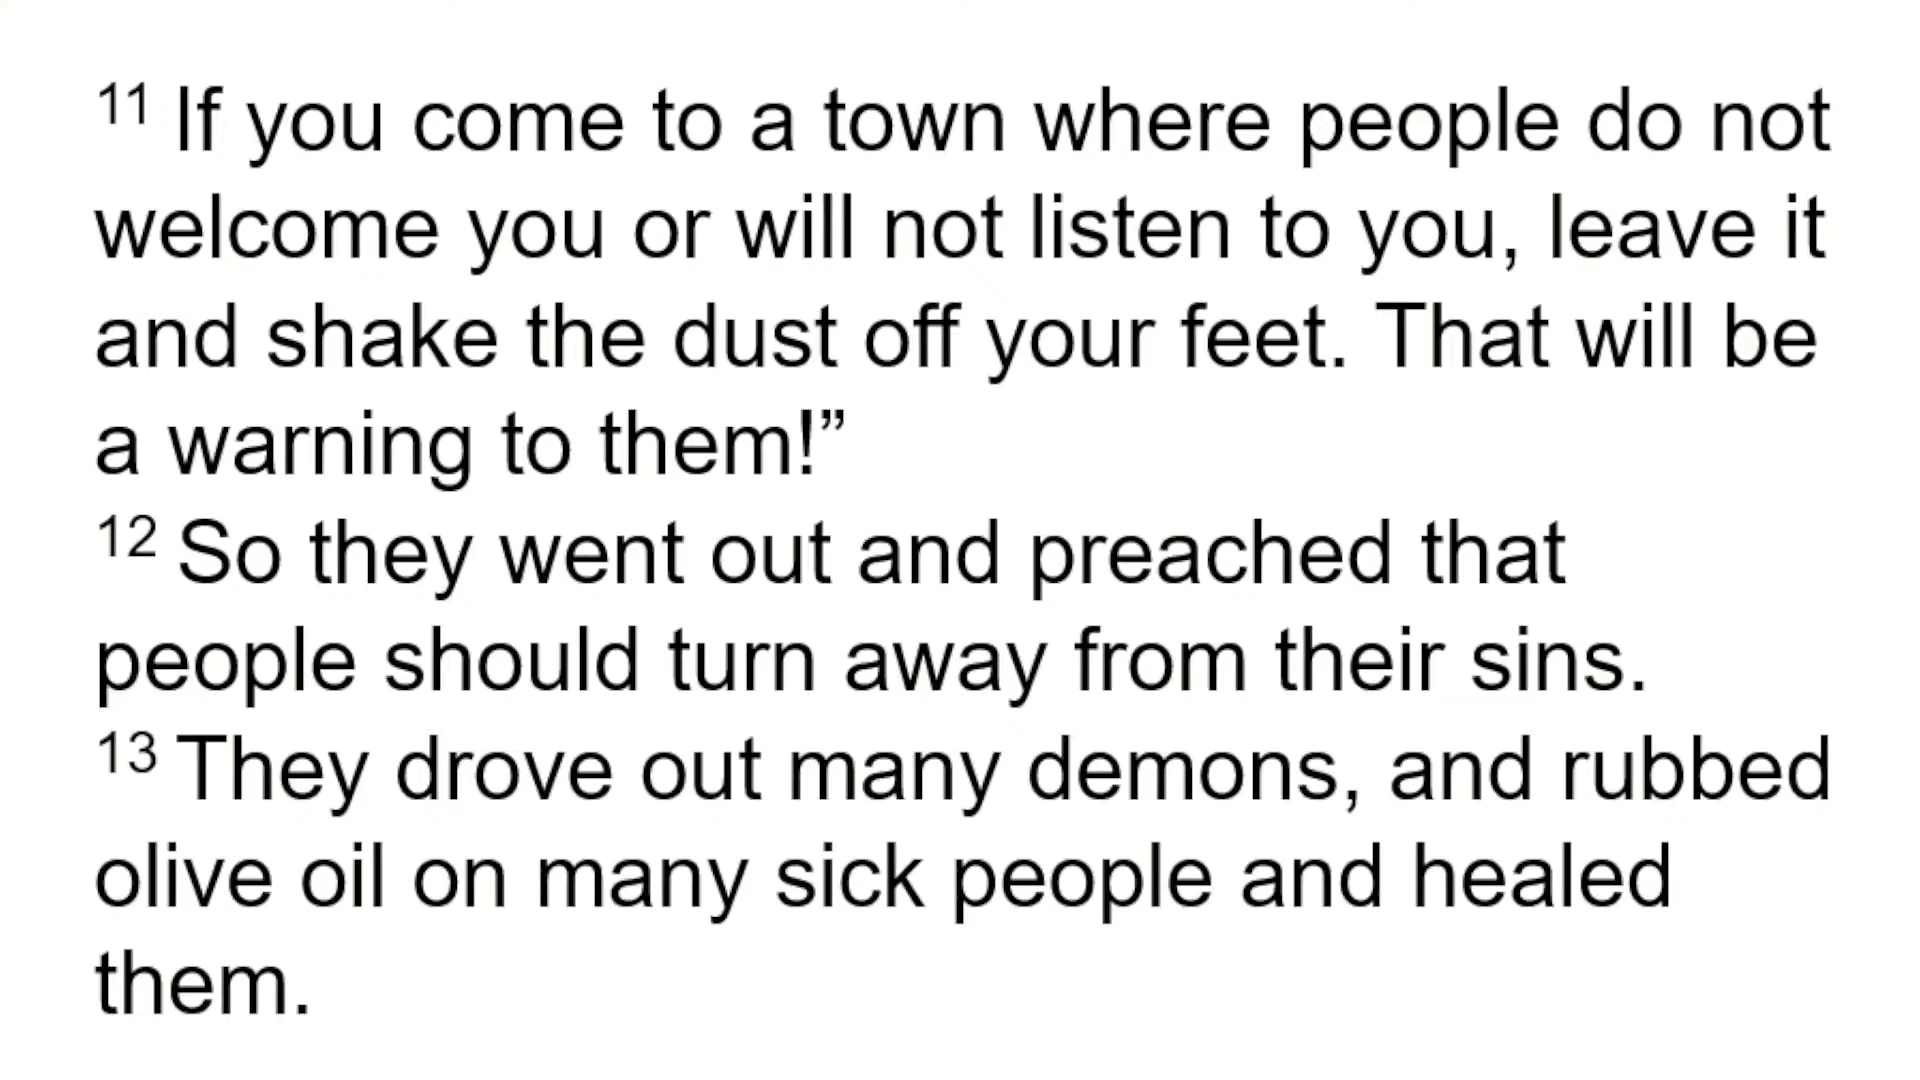 11 If you come to a town where people do not
welcome you or will not listen to you, leave it
and shake the dust off your feet. That will be
a warning to them!”
12 So they went out and preached that
people should turn away from their sins.
13 They drove out many demons, and rubbed
olive oil on many sick people and healed
them.